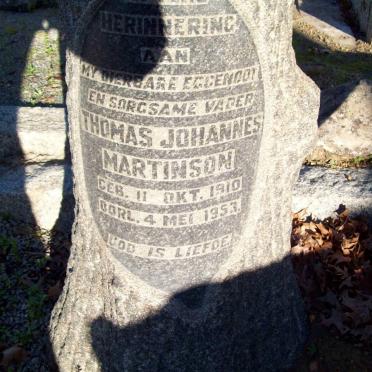 HERINNERING
AAN
MY DIERBARE EGGENOOT
EN SORGSAME VADER
THOMAS JOHANNES
MARTINSON
GEB. 11 OKT. 1910
OORL. 4 MEI 1953.
GOD IS LIEFDE